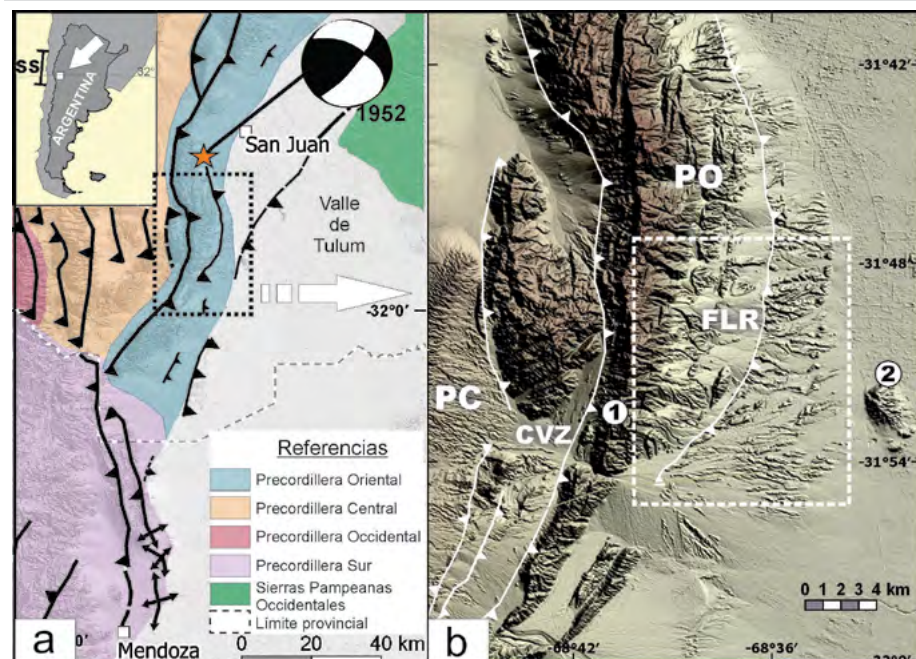 SS
ARGENTINA
32°
1952
San Juan
Valle
de
Tulum
-32°0'
Referencias
Precordillera Oriental
Precordillera Central
Precordillera Occidental
Precordillera Sur
Sierras Pampeanas
Occidentales
Límite provincial
a
0'
Mendoza
0 20 40 km
-31°42'
PO
-31°48'
FLR
2
PC
1
CVZ
-31°54'
0 1 2 3 4 km
b
-68°42'
-68°36'